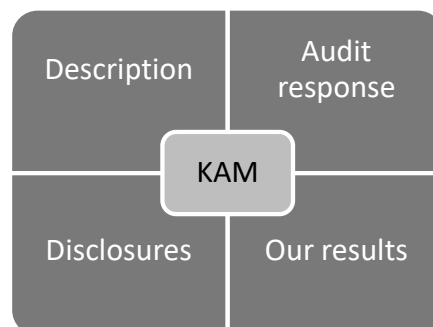 Description
Audit
response
KAM
Disclosures
Our results